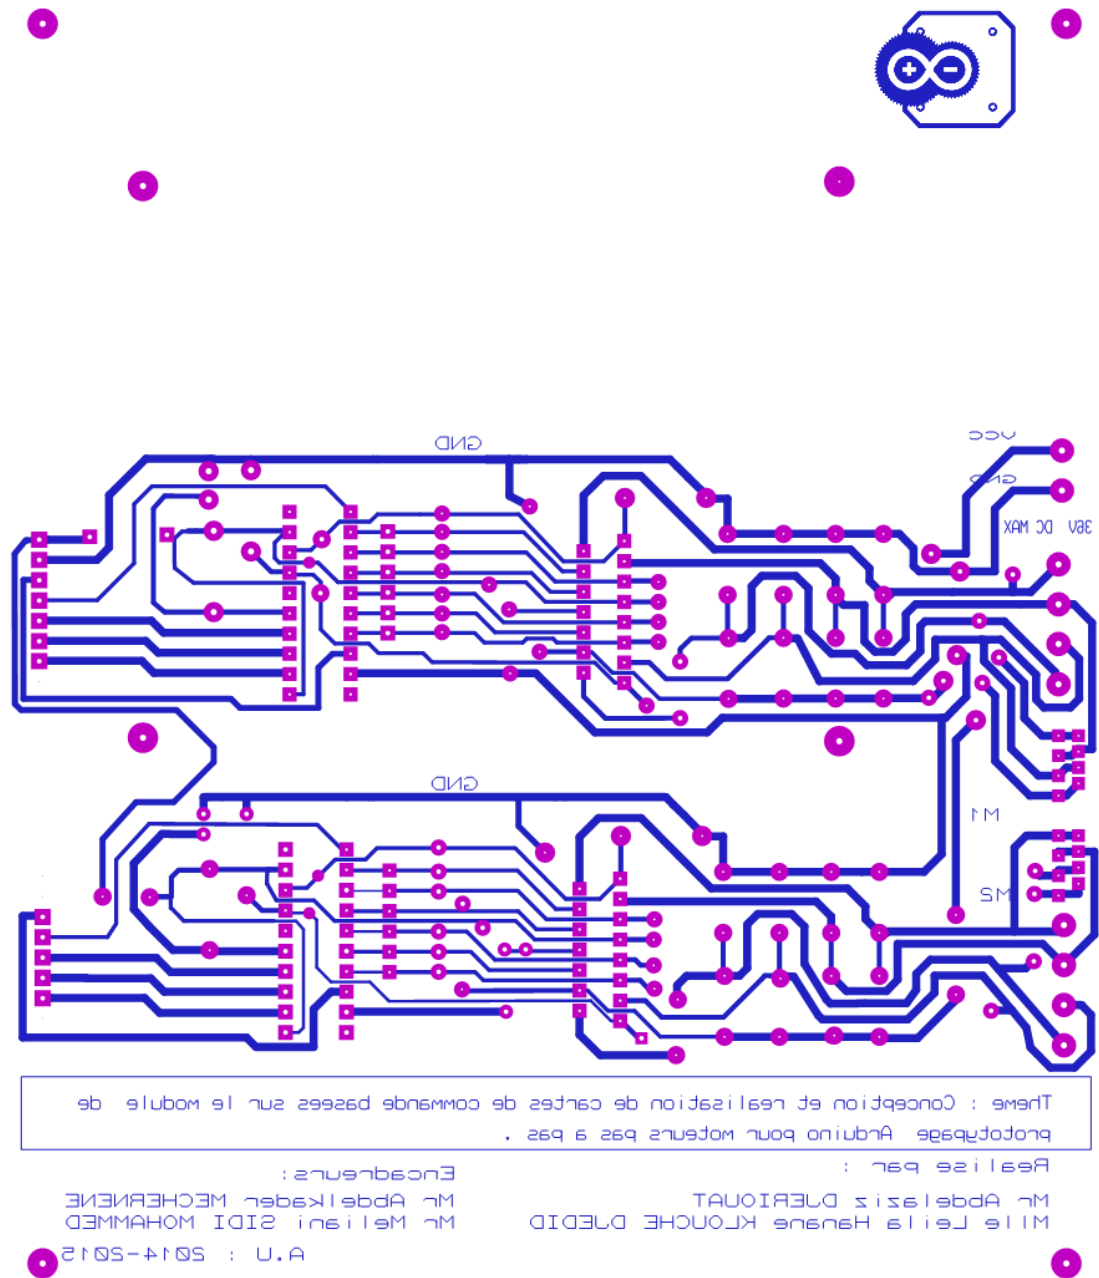 + -
GND
VCC
GND
36V DC MAX
GND
M1
M2
Theme : Conception et realisation de cartes de commande basees sur le module de
prototypage Arduino pour moteurs pas a pas .
Realise par :
Mr Abdelaziz DJERIOUAT
Mlle Leila Hanane KLOUCHE DJEDID
Encadreurs:
Mr Abdelkader MECHERNENE
Mr Meliani SIDI MOHAMMED
A.U : 2014-2015